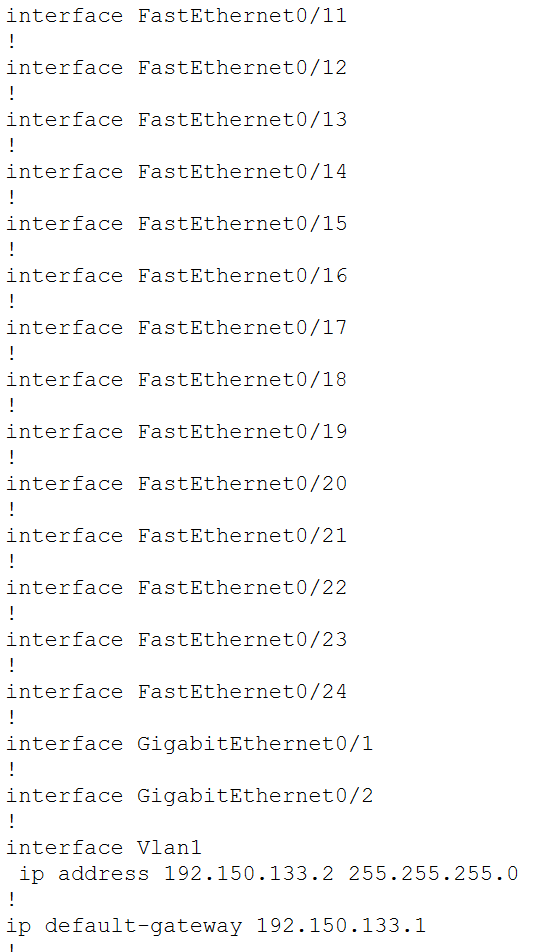 interface FastEthernet0/11
!
interface FastEthernet0/12
!
interface FastEthernet0/13
!
interface FastEthernet0/14
!
interface FastEthernet0/15
!
interface FastEthernet0/16
!
interface FastEthernet0/17
!
interface FastEthernet0/18
!
interface FastEthernet0/19
!
interface FastEthernet0/20
!
interface FastEthernet0/21
!
interface FastEthernet0/22
!
interface FastEthernet0/23
!
interface FastEthernet0/24
!
interface GigabitEthernet0/1
!
interface GigabitEthernet0/2
!
interface Vlan1
 ip address 192.150.133.2 255.255.255.0
!
ip default-gateway 192.150.133.1
!